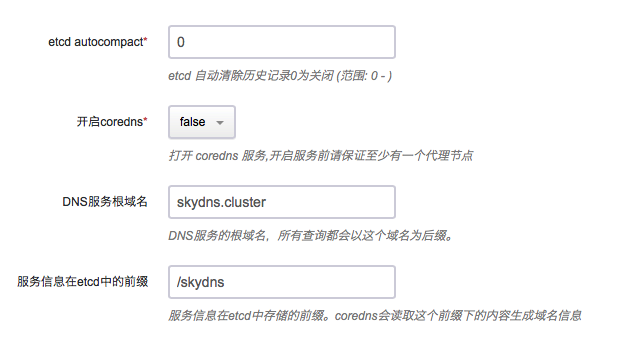 etcd autocompact* 0
etcd 自动清除历史记录0为关闭 (范围: 0 - )
开启coredns* false
打开 coredns 服务,开启服务前请保证至少有一个代理节点
DNS服务根域名 skydns.cluster
DNS服务的根域名，所有查询都会以这个域名为后缀。
服务信息在etcd中的前缀 /skydns
服务信息在etcd中存储的前缀。coredns会读取这个前缀下的内容生成域名信息